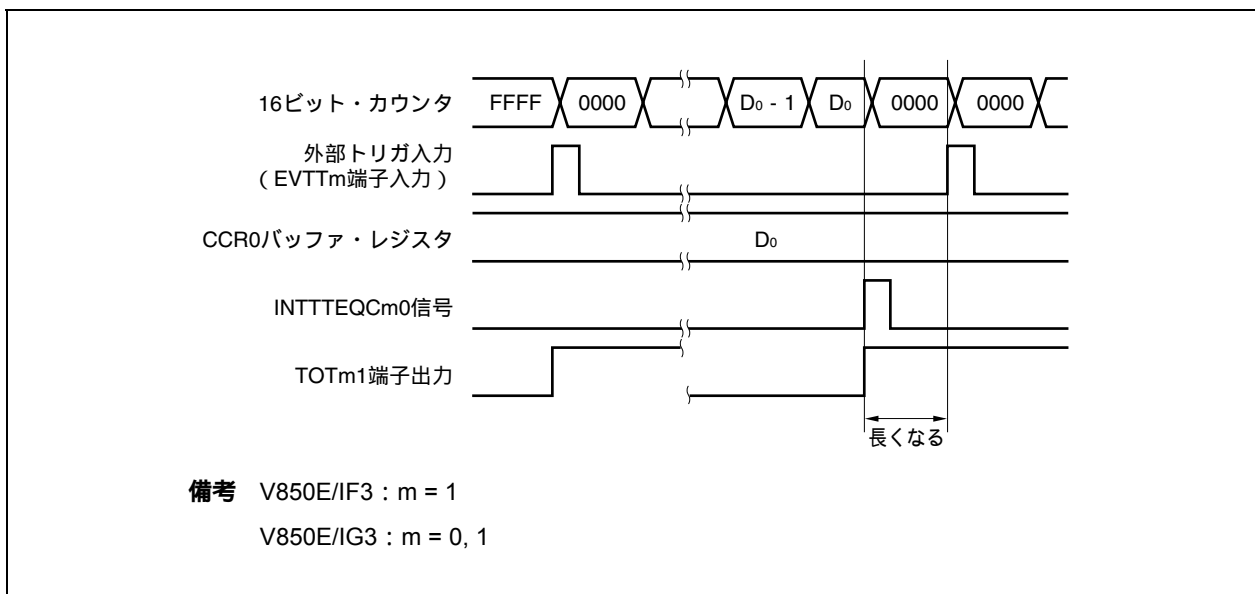 16ビット・カウンタ FFFF 0000 D0 - 1 D0 0000 0000
外部トリガ入力
（EVTTm端子入力）
CCR0バッファ・レジスタ D0
INTTTEQCm0信号
TOTm1端子出力
長くなる
備考 V850E/IF3：m = 1
V850E/IG3：m = 0, 1